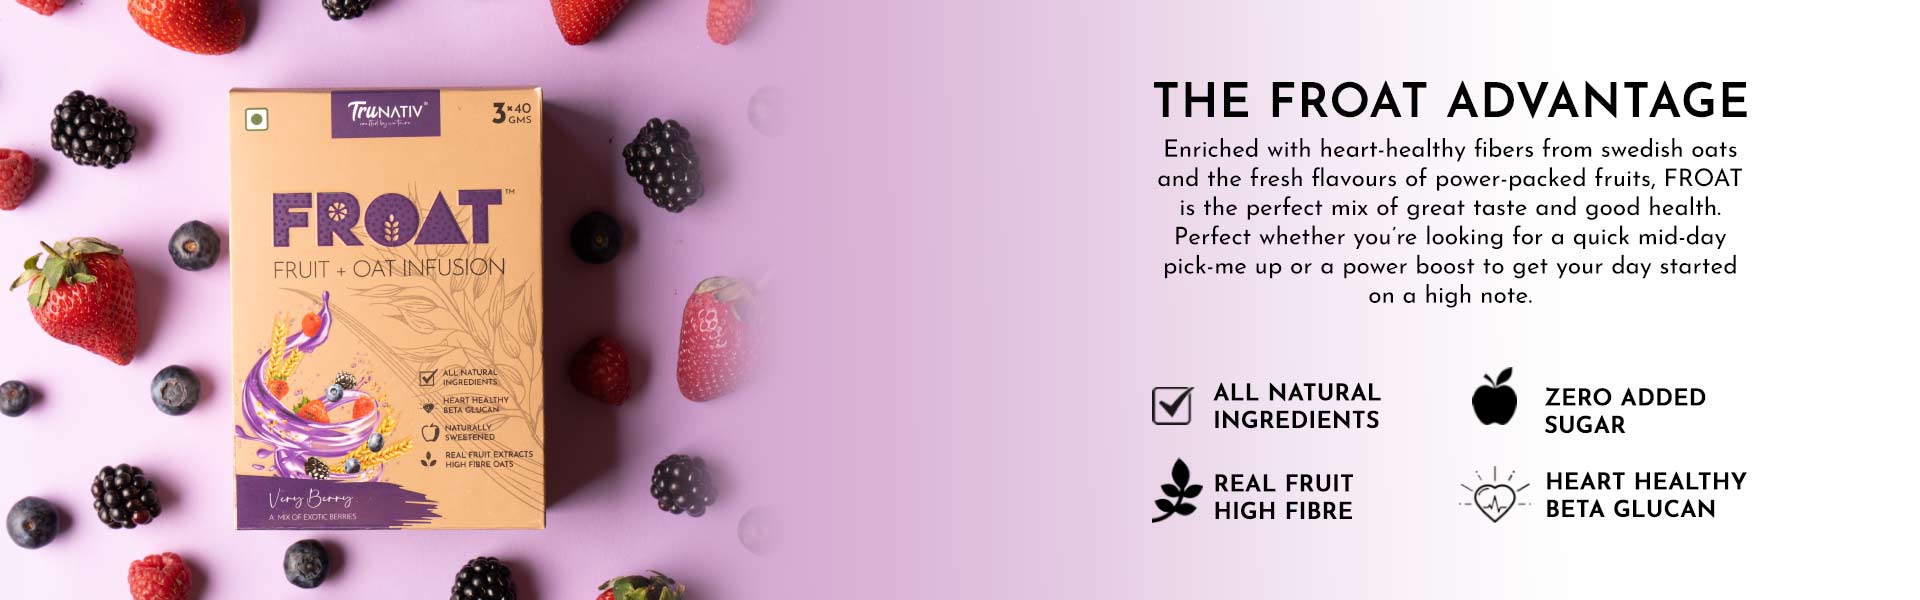 TruNATIV®
crafted by nature
3×40
GMS
FROAT™
FRUIT + OAT INFUSION
ALL NATURAL
INGREDIENTS
HEART HEALTHY
BETA GLUCAN
NATURALLY
SWEETENED
REAL FRUIT EXTRACTS
HIGH FIBRE OATS
Very Berry
A MIX OF EXOTIC BERRIES
THE FROAT ADVANTAGE
Enriched with heart-healthy fibers from swedish oats
and the fresh flavours of power-packed fruits, FROAT
is the perfect mix of great taste and good health.
Perfect whether you’re looking for a quick mid-day
pick-me up or a power boost to get your day started
on a high note.
ALL NATURAL
INGREDIENTS
ZERO ADDED
SUGAR
REAL FRUIT
HIGH FIBRE
HEART HEALTHY
BETA GLUCAN